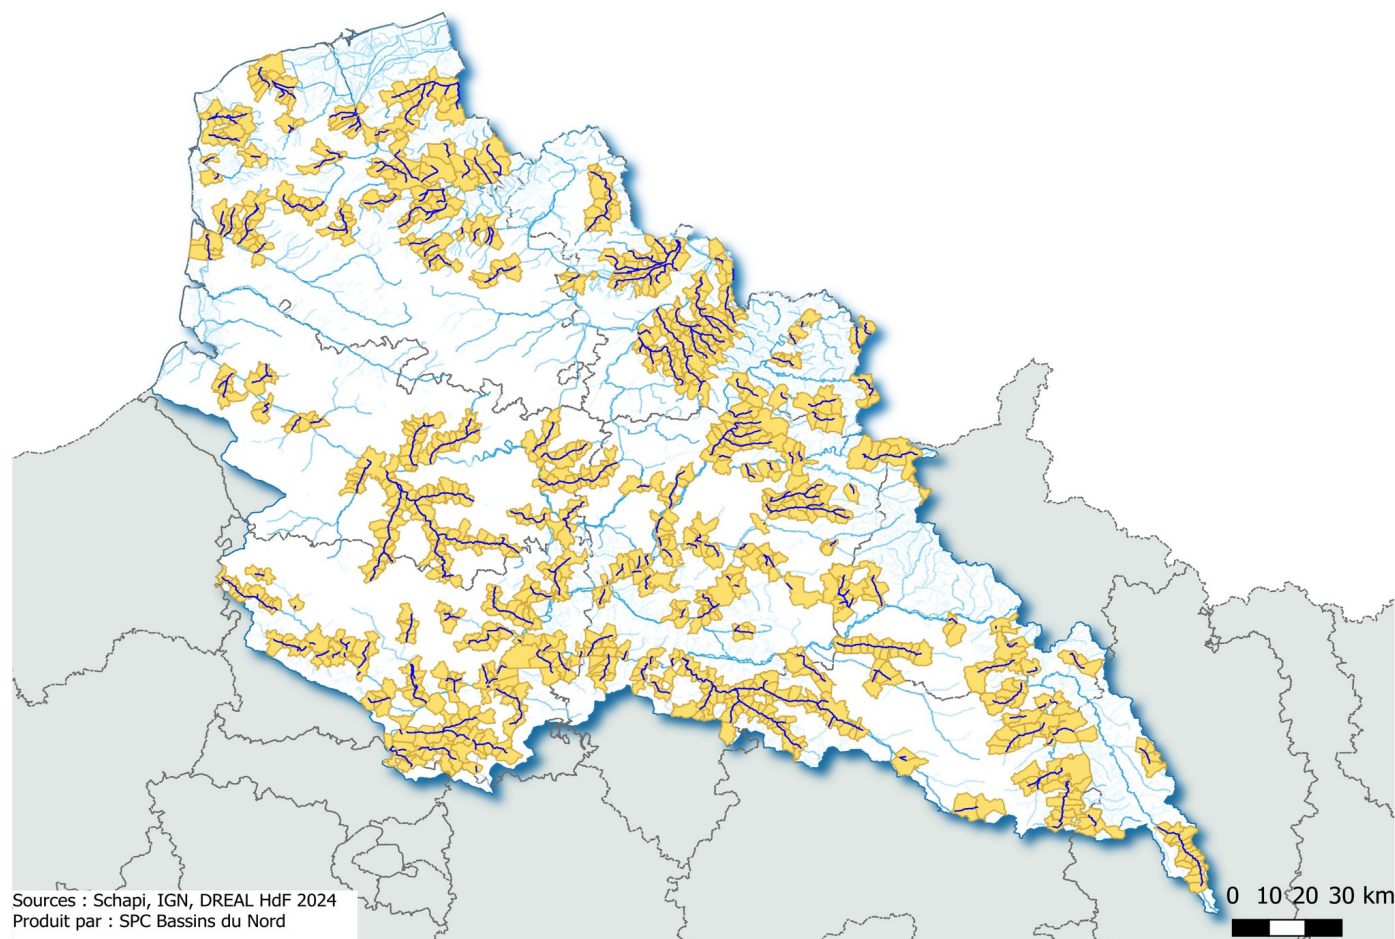 Sources : Schapi, IGN, DREAL HdF 2024
Produit par : SPC Bassins du Nord
0 10 20 30 km